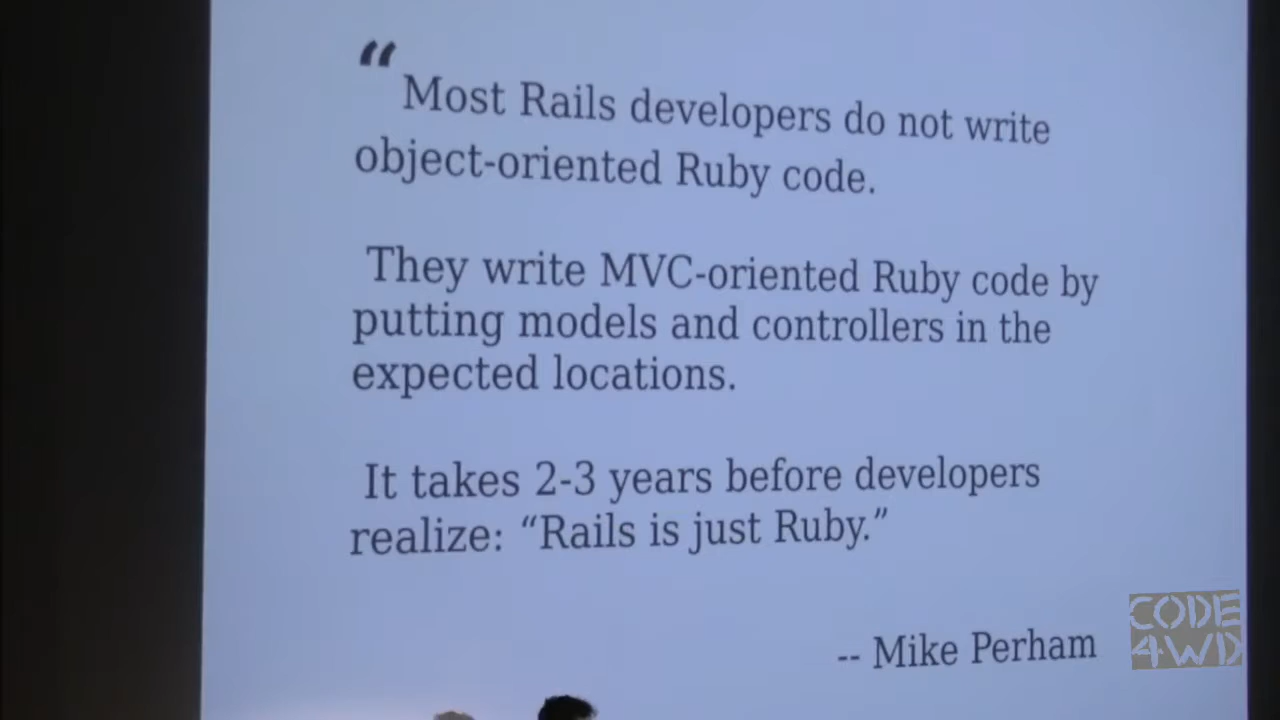 “Most Rails developers do not write
object-oriented Ruby code.
They write MVC-oriented Ruby code by
putting models and controllers in the
expected locations.
It takes 2-3 years before developers
realize: “Rails is just Ruby.”
-- Mike Perham
CODE
4WD